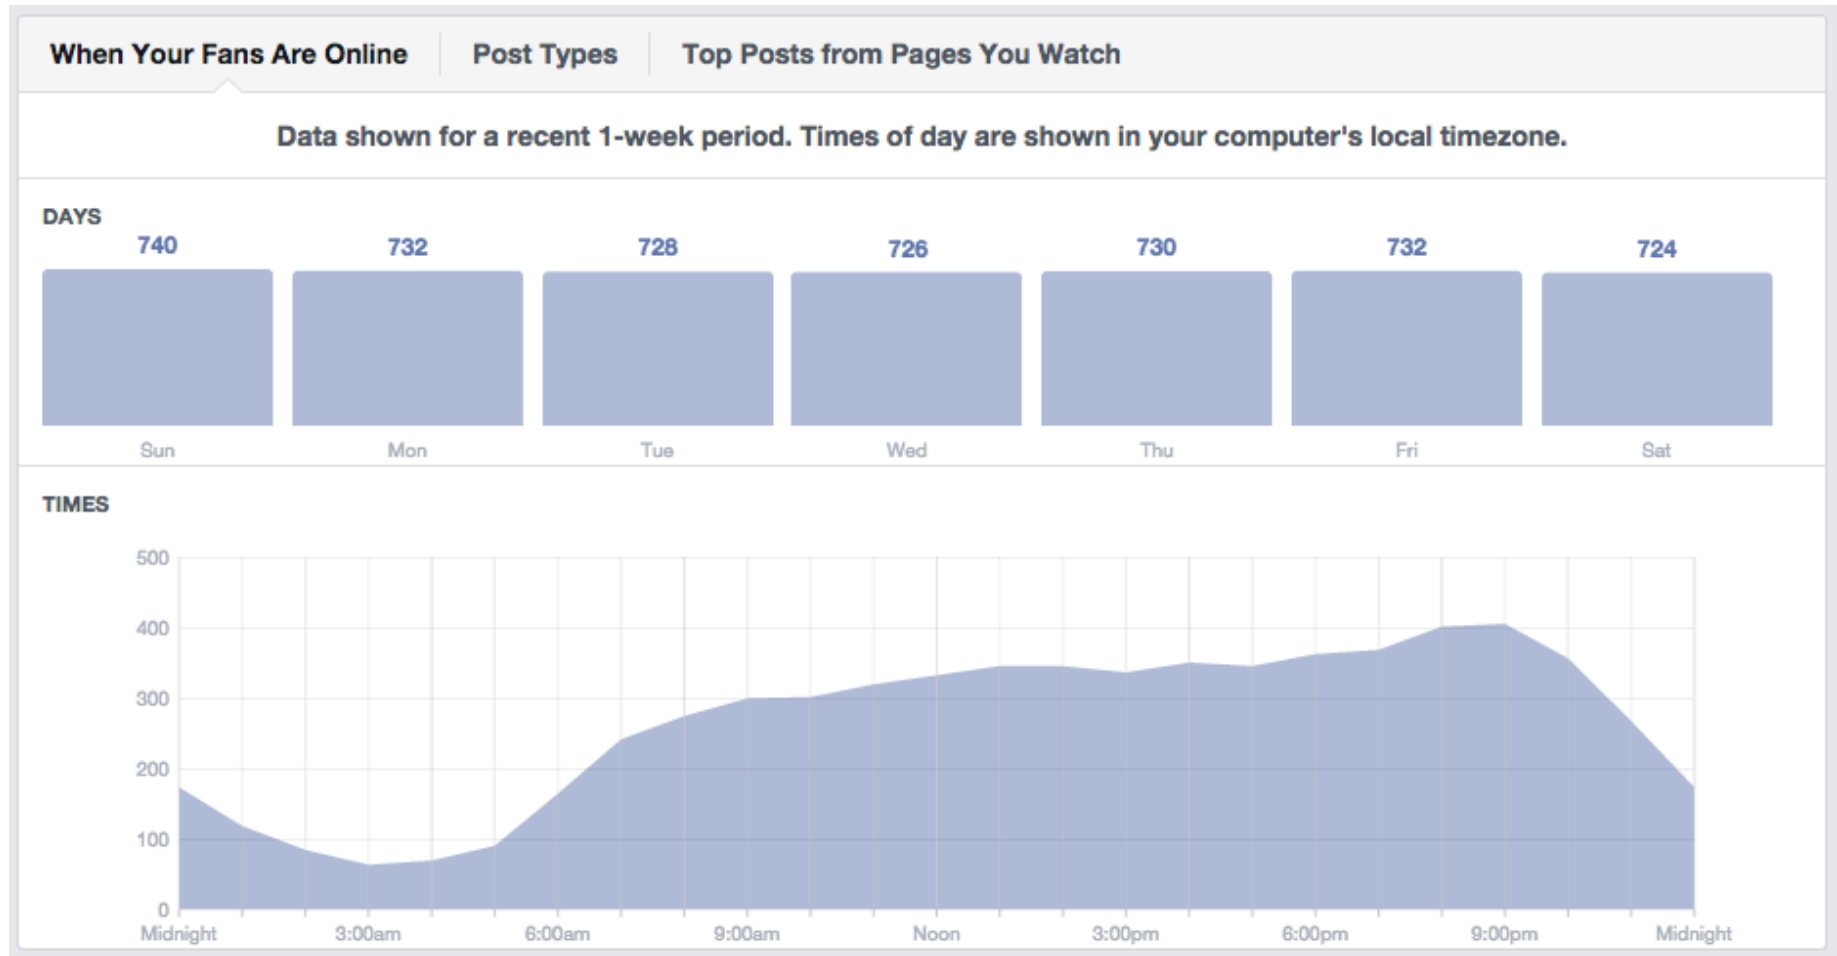 When Your Fans Are Online Post Types Top Posts from Pages You Watch
Data shown for a recent 1-week period. Times of day are shown in your computer's local timezone.
DAYS
740 732 728 726 730 732 724
Sun Mon Tue Wed Thu Fri Sat
TIMES
500
400
300
200
100
0
Midnight 3:00am 6:00am 9:00am Noon 3:00pm 6:00pm 9:00pm Midnight